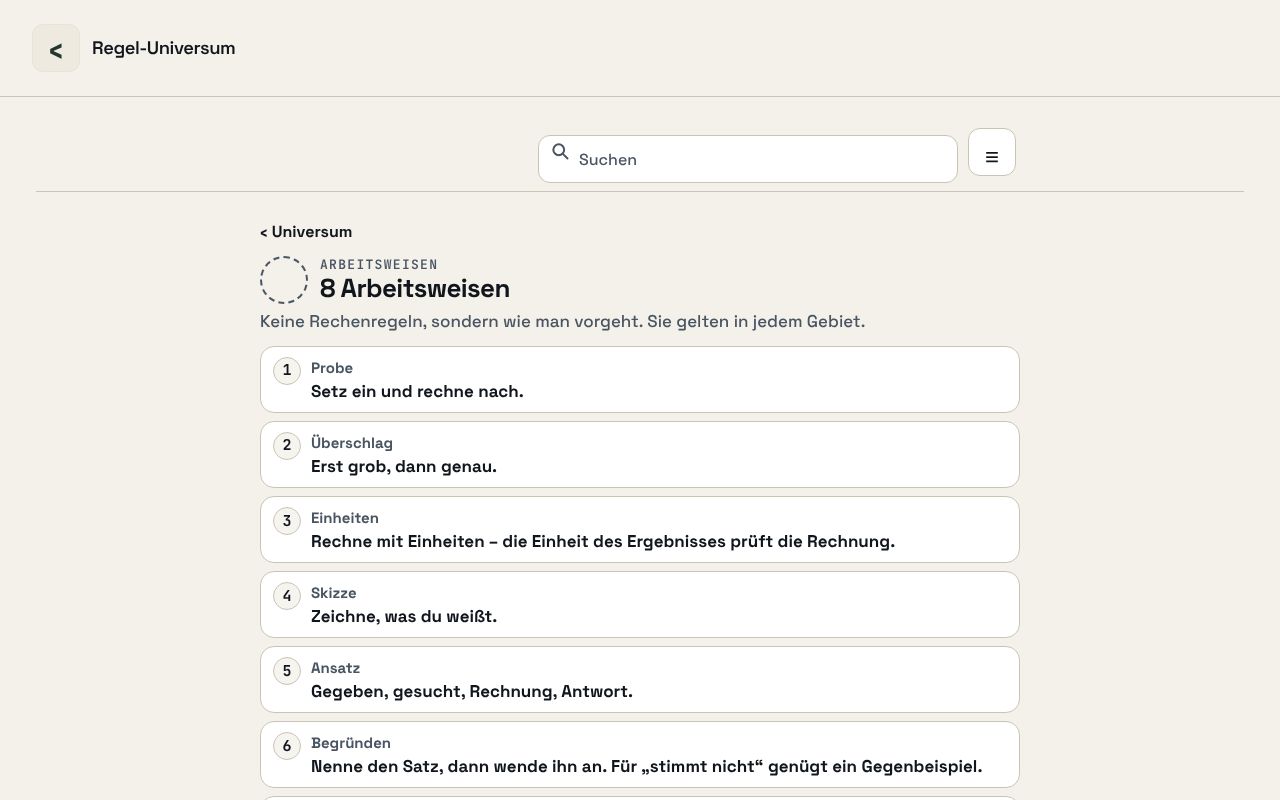 <
Regel-Universum
Suchen
≡
< Universum
ARBEITSWEISEN
8 Arbeitsweisen
Keine Rechenregeln, sondern wie man vorgeht. Sie gelten in jedem Gebiet.
1
Probe
Setz ein und rechne nach.
2
Überschlag
Erst grob, dann genau.
3
Einheiten
Rechne mit Einheiten – die Einheit des Ergebnisses prüft die Rechnung.
4
Skizze
Zeichne, was du weißt.
5
Ansatz
Gegeben, gesucht, Rechnung, Antwort.
6
Begründen
Nenne den Satz, dann wende ihn an. Für „stimmt nicht“ genügt ein Gegenbeispiel.